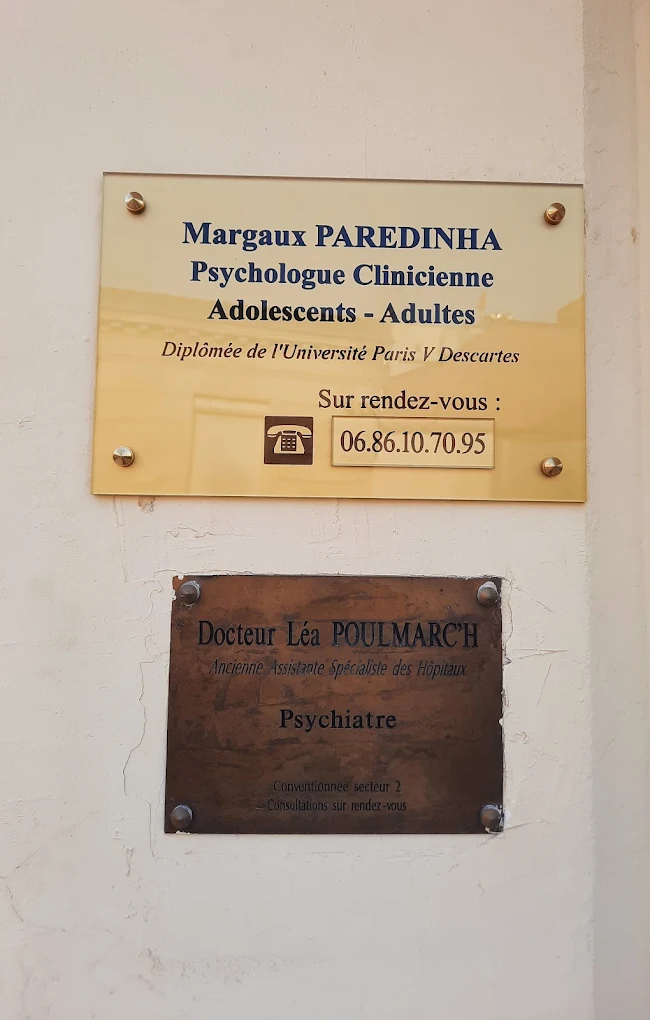 Margaux PAREDINHA
Psychologue Clinicienne
Adolescents - Adultes
Diplômée de l'Université Paris V Descartes
Sur rendez-vous :
06.86.10.70.95
Docteur Léa POULMARC'H
Ancienne Assistante Spécialiste des Hôpitaux
Psychiatre
Conventionnée secteur 2
Consultations sur rendez-vous